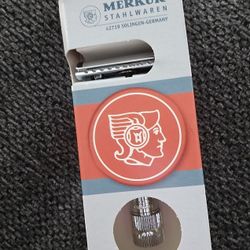 MERKUR
STAHLWAREN
42719 SOLINGEN-GERMANY